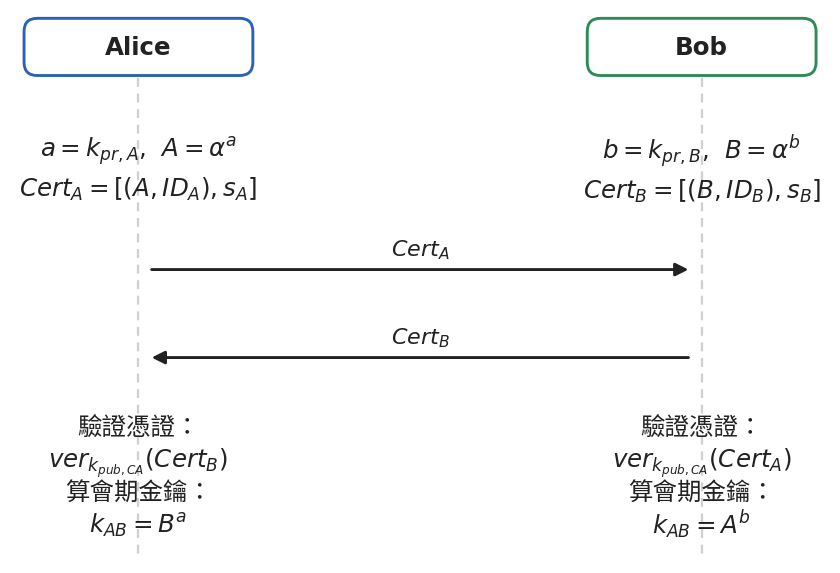 Alice
Bob
a = k_{pr,A}, A = α^a
b = k_{pr,B}, B = α^b
Cert_A = [(A, ID_A), s_A]
Cert_B = [(B, ID_B), s_B]
Cert_A
Cert_B
驗證憑證：
ver_{k_{pub,CA}}(Cert_B)
算會期金鑰：
k_{AB} = B^a
驗證憑證：
ver_{k_{pub,CA}}(Cert_A)
算會期金鑰：
k_{AB} = A^b